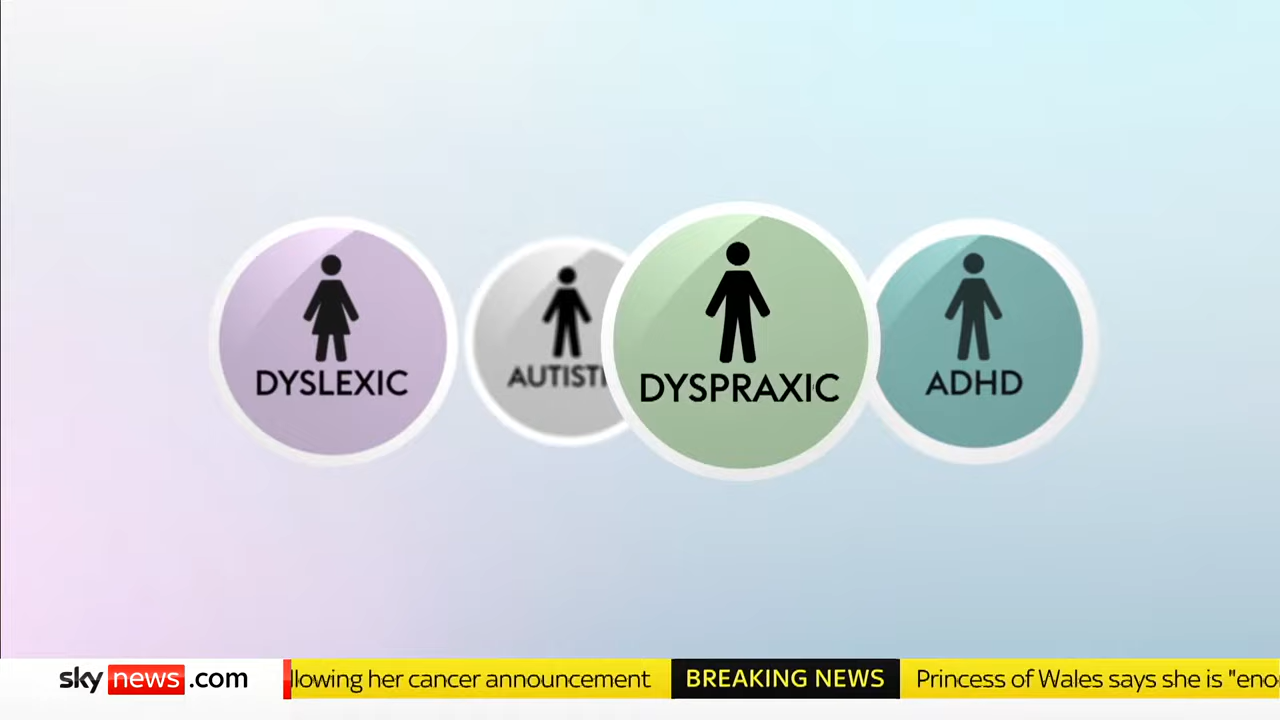 DYSLEXIC
AUTISTI
DYSPRAXIC
ADHD
sky news .com
llowing her cancer announcement BREAKING NEWS Princess of Wales says she is "eno